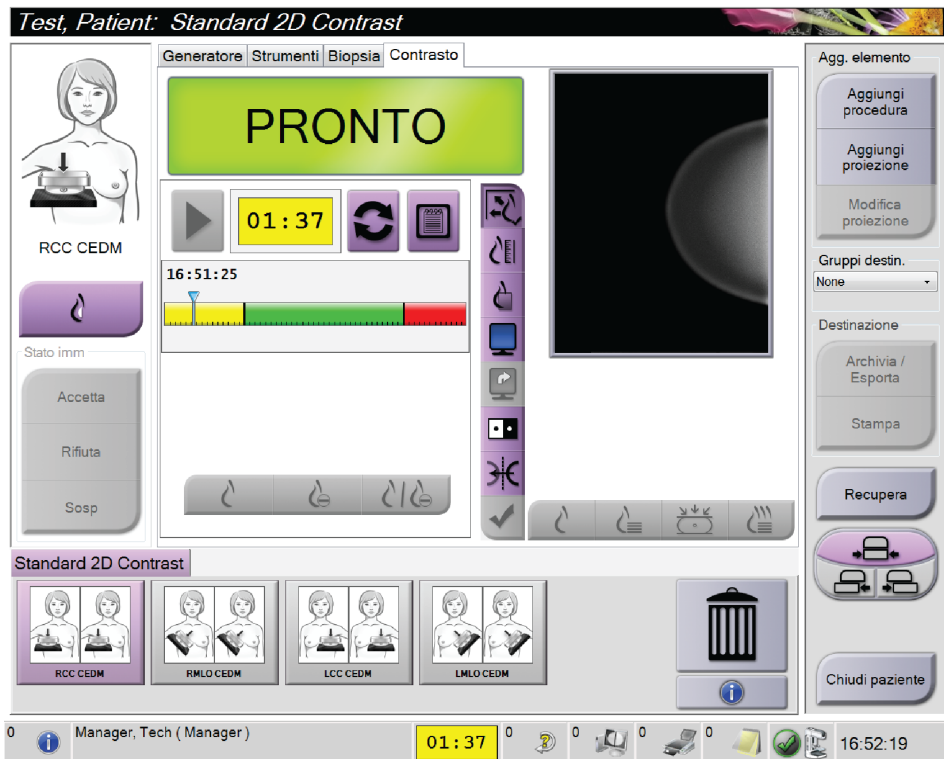 Test, Patient: Standard 2D Contrast
Generatore Strumenti Biopsia Contrasto
PRONTO
01:37
16:51:25
RCC CEDM
Stato imm
Accetta
Rifiuta
Sosp
Agg. elemento
Aggiungi
procedura
Aggiungi
proiezione
Modifica
proiezione
Gruppi destin.
None
Destinazione
Archivia /
Esporta
Stampa
Recupera
Chiudi paziente
Standard 2D Contrast
RCC CEDM
RMLO CEDM
LCC CEDM
LMLO CEDM
0
Manager, Tech ( Manager )
01:37
0
0
0
0
16:52:19